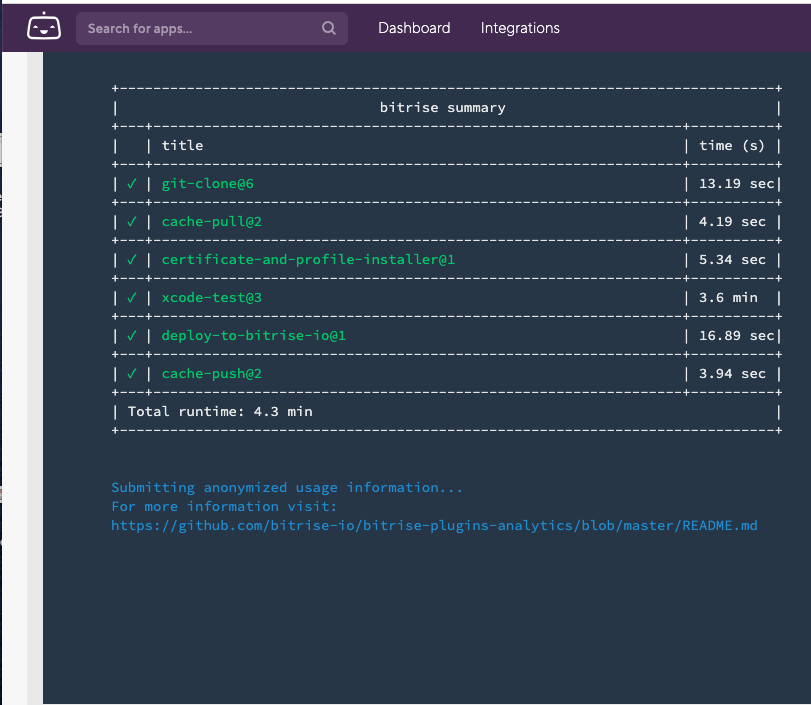 Search for apps...
Dashboard
Integrations
bitrise summary
title | time (s)
✓ | git-clone@6 | 13.19 sec
✓ | cache-pull@2 | 4.19 sec
✓ | certificate-and-profile-installer@1 | 5.34 sec
✓ | xcode-test@3 | 3.6 min
✓ | deploy-to-bitrise-io@1 | 16.89 sec
✓ | cache-push@2 | 3.94 sec
Total runtime: 4.3 min
Submitting anonymized usage information...
For more information visit:
https://github.com/bitrise-io/bitrise-plugins-analytics/blob/master/README.md